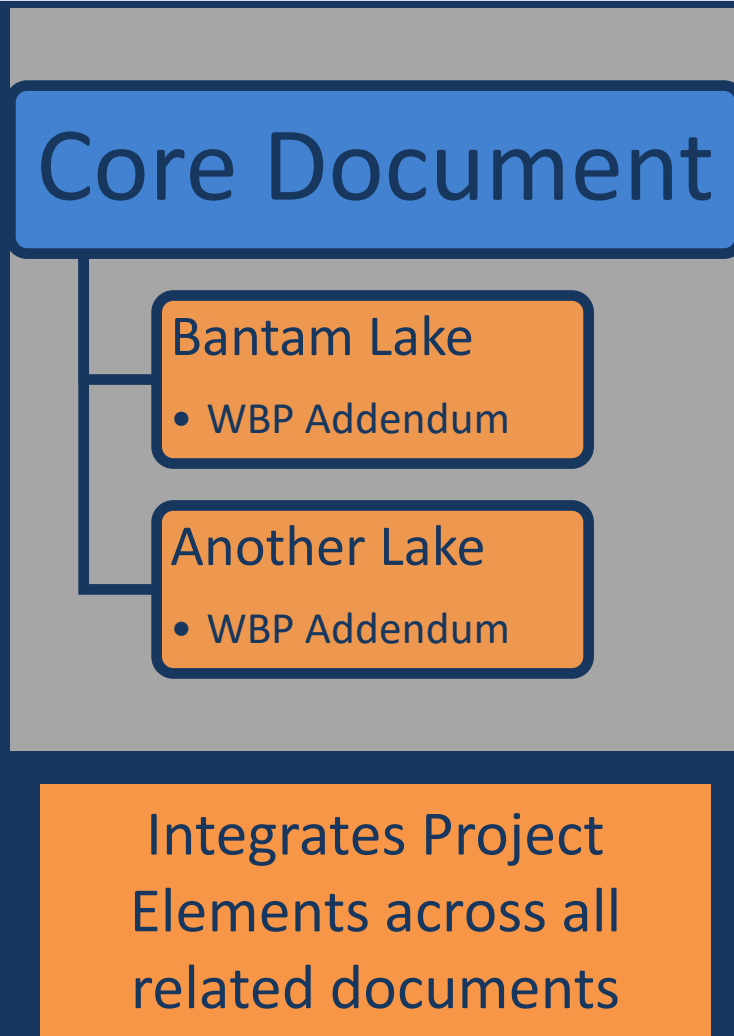 Core Document
Bantam Lake
• WBP Addendum
Another Lake
• WBP Addendum
Integrates Project
Elements across all
related documents